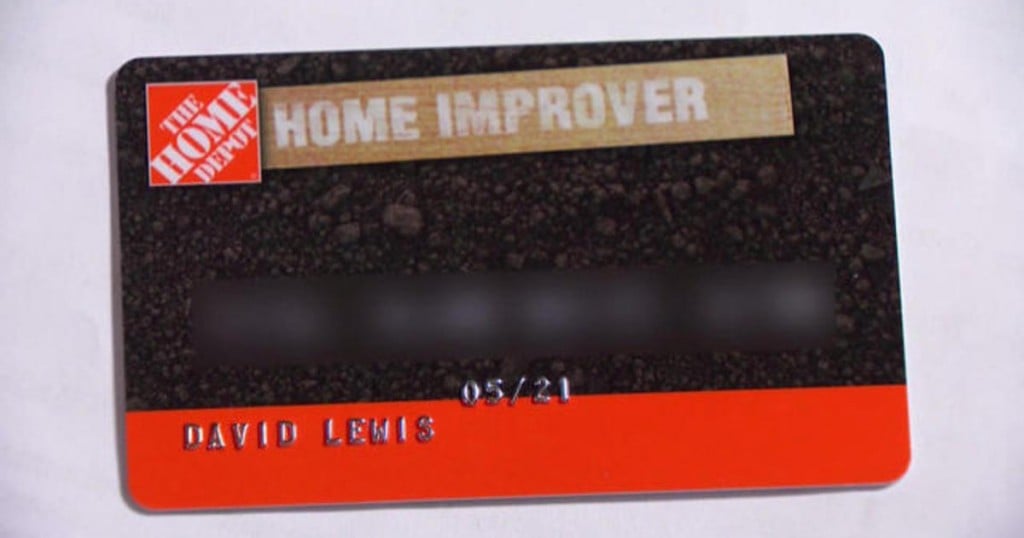 THE
HOME
DEPOT
HOME IMPROVER
05/21
DAVID LEWIS